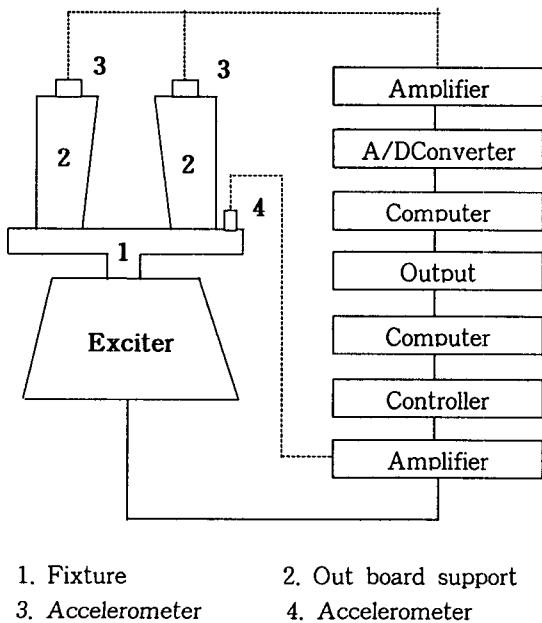 3
3
Amplifier
2
2
A/DConverter
4
Computer
1
Output
Exciter
Computer
Controller
Amplifier
1. Fixture
2. Out board support
3. Accelerometer
4. Accelerometer